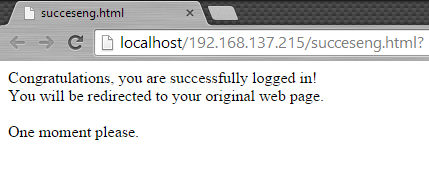 succeseng.html
localhost/192.168.137.215/succeseng.html?
Congratulations, you are successfully logged in!
You will be redirected to your original web page.
One moment please.